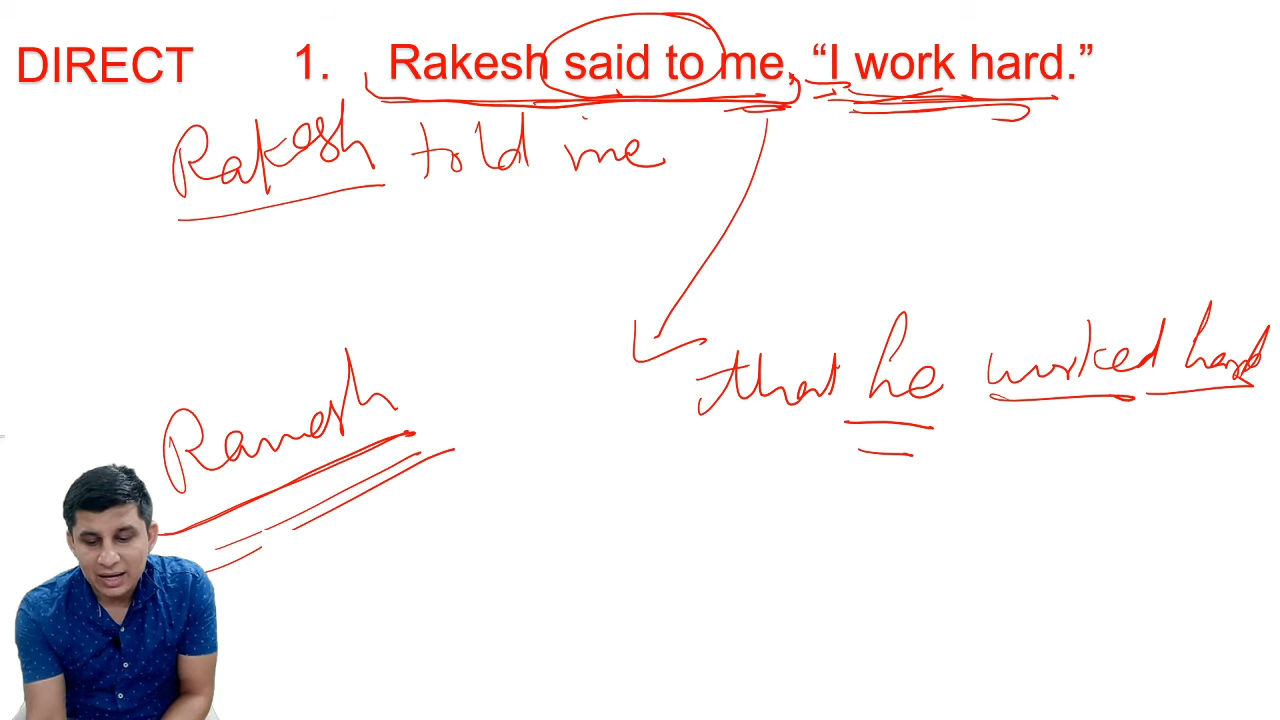 DIRECT 1. Rakesh said to me, “I work hard.”
Rakesh told me
that he worked hard
Ramesh